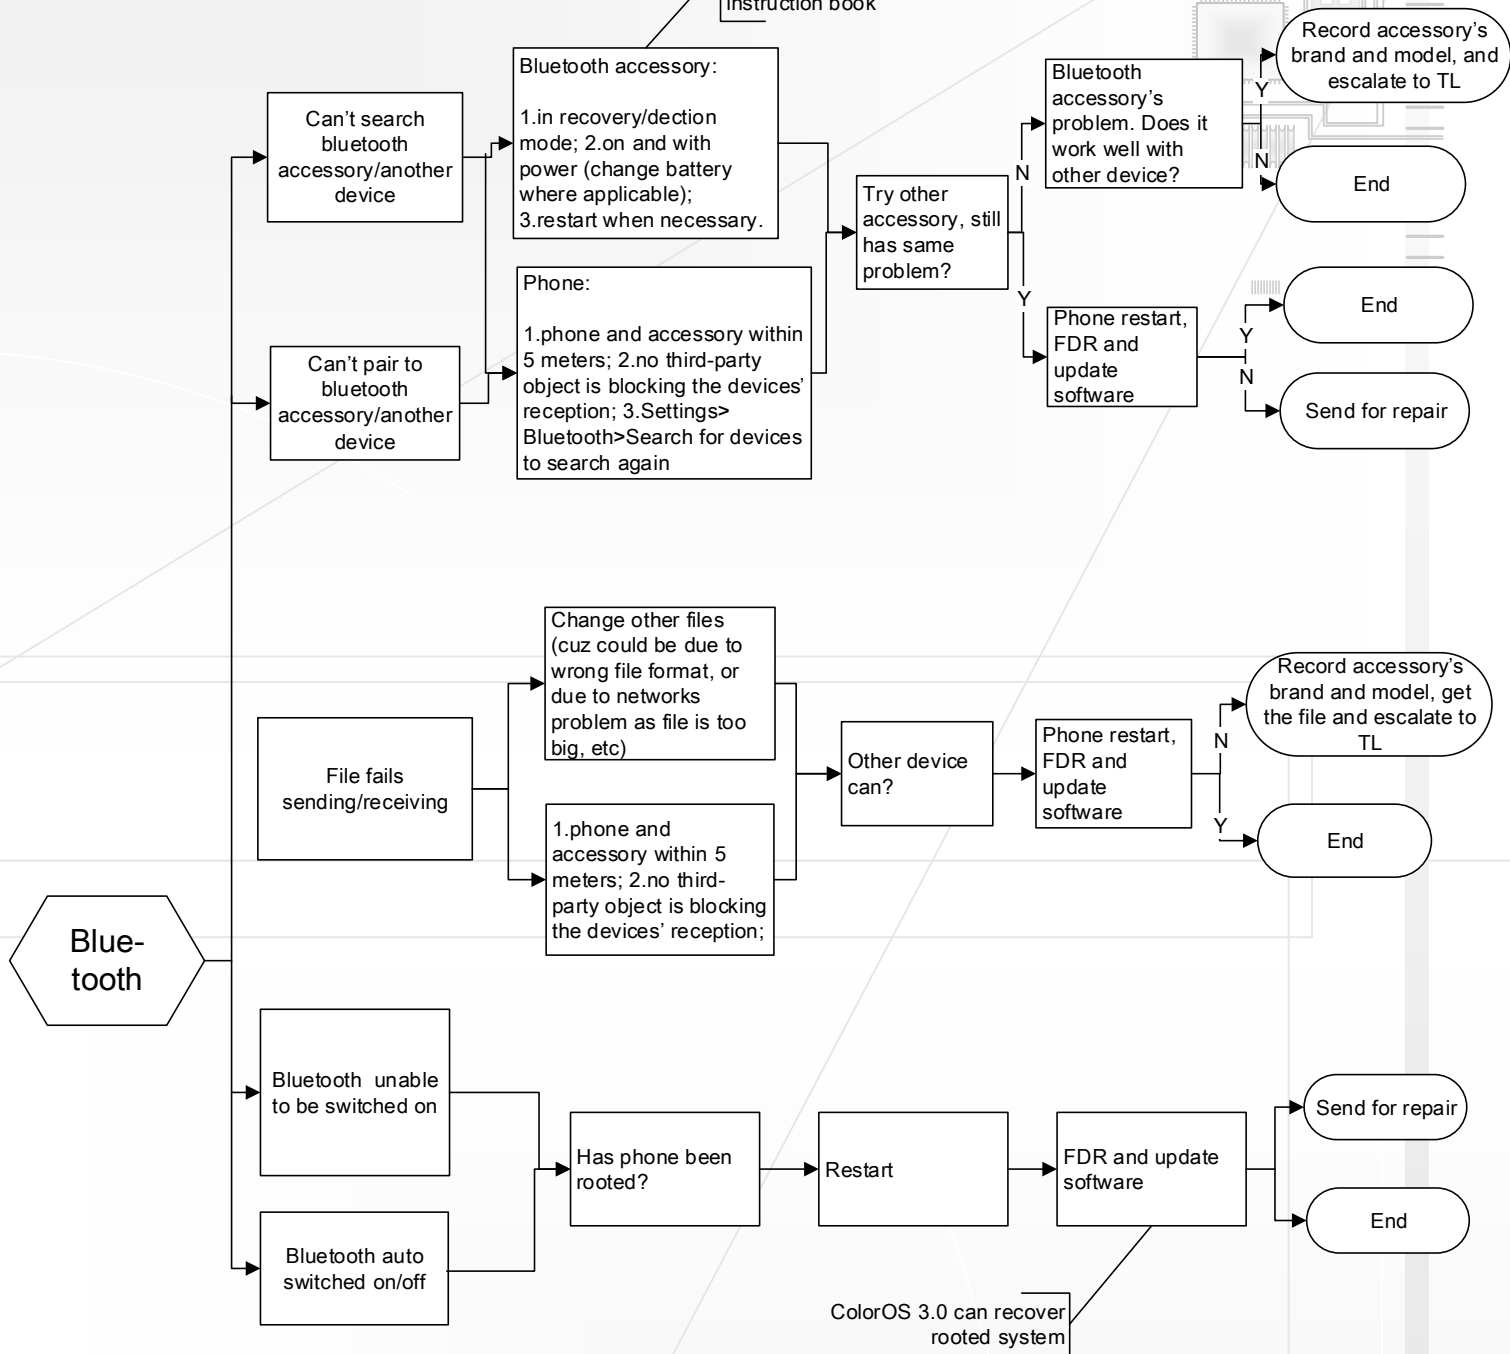 instruction book
Record accessory's
brand and model, and
escalate to TL
Bluetooth accessory:
1.in recovery/dection
mode; 2.on and with
power (change battery
where applicable);
3.restart when necessary.
Bluetooth
accessory's
problem. Does it
work well with
other device?
Y
N
End
Can't search
bluetooth
accessory/another
device
N
Try other
accessory, still
has same
problem?
Y
Phone:
1.phone and accessory within
5 meters; 2.no third-party
object is blocking the devices'
reception; 3.Settings>
Bluetooth>Search for devices
to search again
End
Phone restart,
FDR and
update
software
Y
N
Send for repair
Can't pair to
bluetooth
accessory/another
device
Change other files
(cuz could be due to
wrong file format, or
due to networks
problem as file is too
big, etc)
Record accessory's
brand and model, get
the file and escalate to
TL
File fails
sending/receiving
Other device
can?
Phone restart,
FDR and
update
software
N
Y
End
1.phone and
accessory within 5
meters; 2.no third-
party object is blocking
the devices' reception;
Blue-
tooth
Bluetooth  unable
to be switched on
Send for repair
Has phone been
rooted?
Restart
FDR and update
software
End
Bluetooth auto
switched on/off
ColorOS 3.0 can recover
rooted system